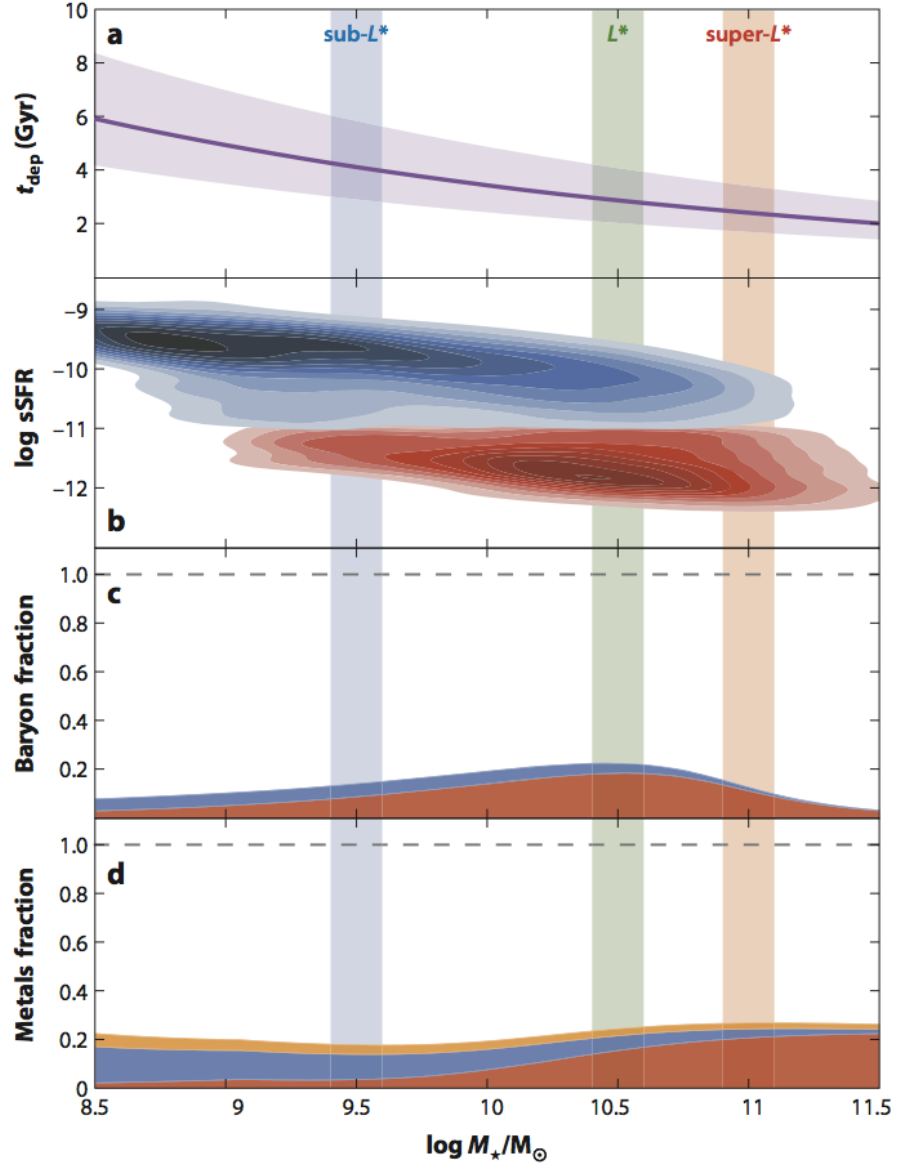 10
a
sub-L*
L*
super-L*
8
6
4
2
t_dep (Gyr)
−9
−10
−11
−12
log sSFR
b
1.0
c
0.8
0.6
0.4
0.2
Baryon fraction
1.0
d
0.8
0.6
0.4
0.2
0
Metals fraction
8.5 9 9.5 10 10.5 11 11.5
log M⋆/M⊙